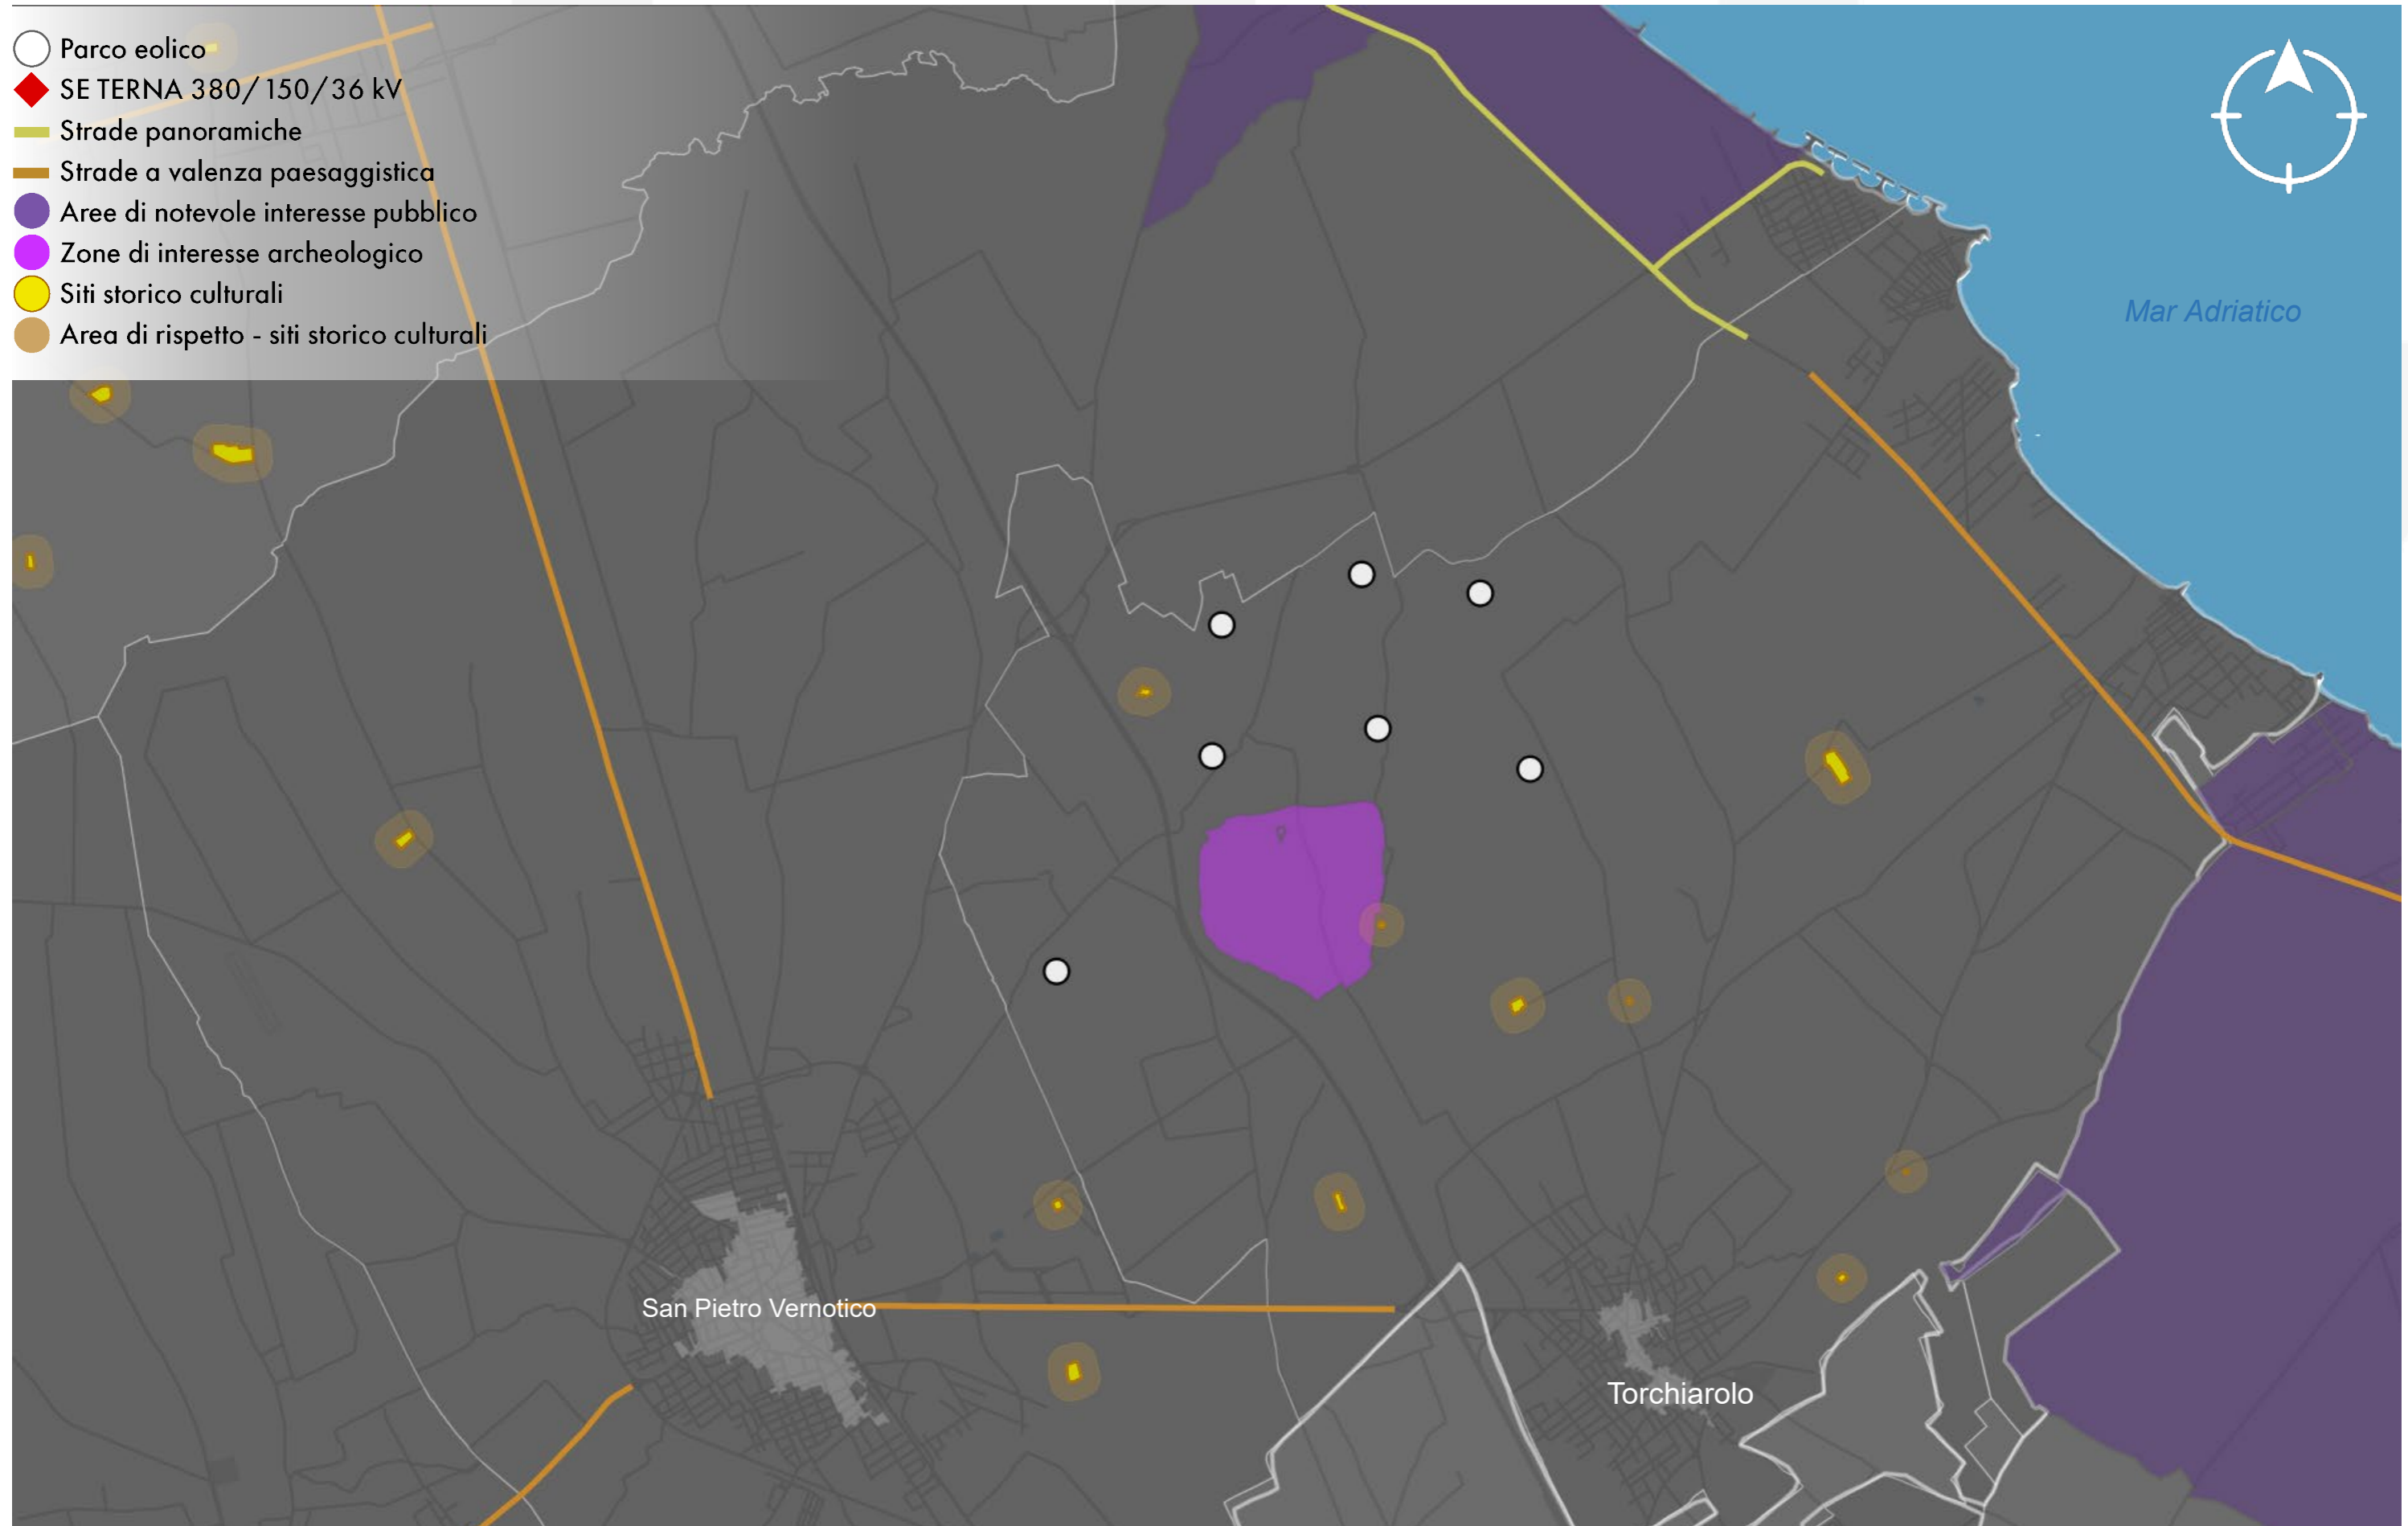 Parco eolico
SE TERNA 380/150/36 kV
Strade panoramiche
Strade a valenza paesaggistica
Aree di notevole interesse pubblico
Zone di interesse archeologico
Siti storico culturali
Area di rispetto - siti storico culturali
Mar Adriatico
San Pietro Vernotico
Torchiarolo